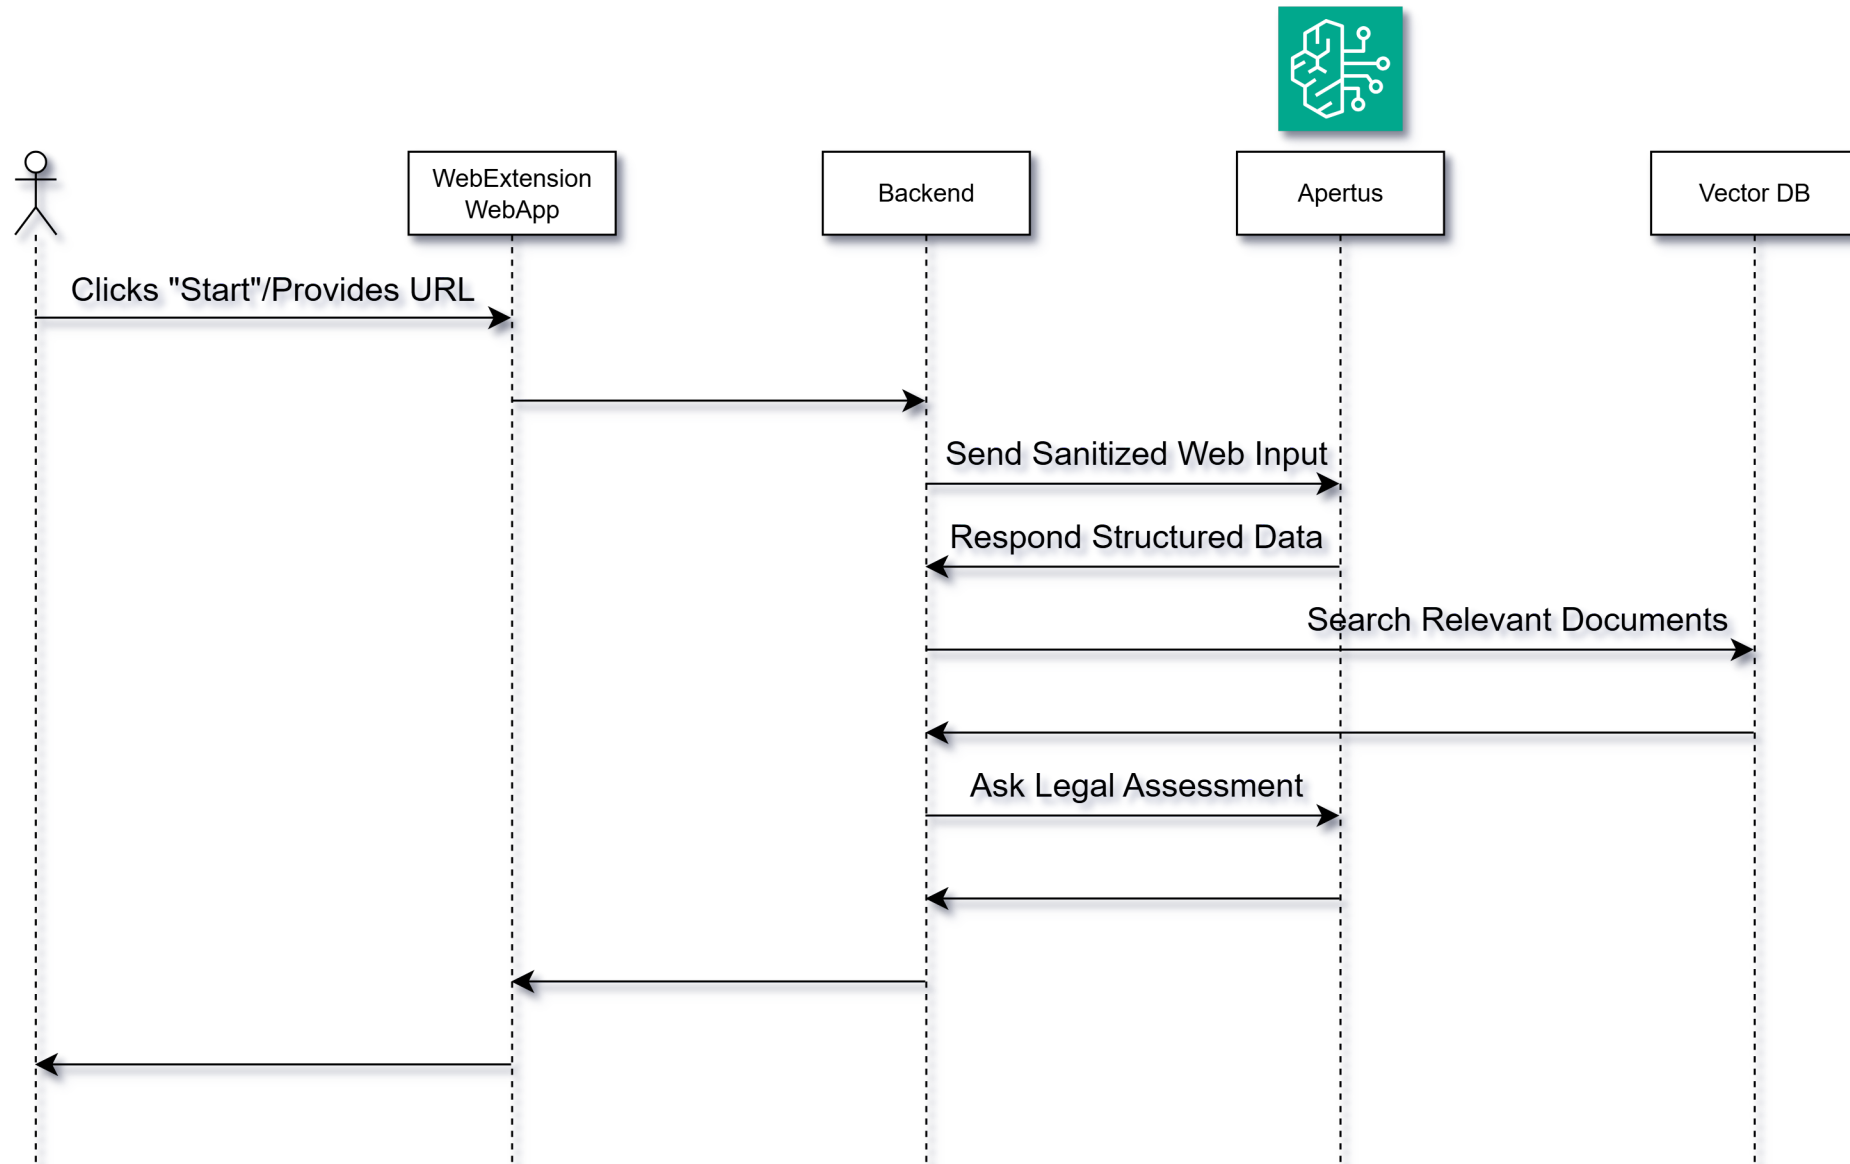 WebExtension
WebApp
Backend
Apertus
Vector DB
Clicks "Start"/Provides URL
Send Sanitized Web Input
Respond Structured Data
Search Relevant Documents
Ask Legal Assessment